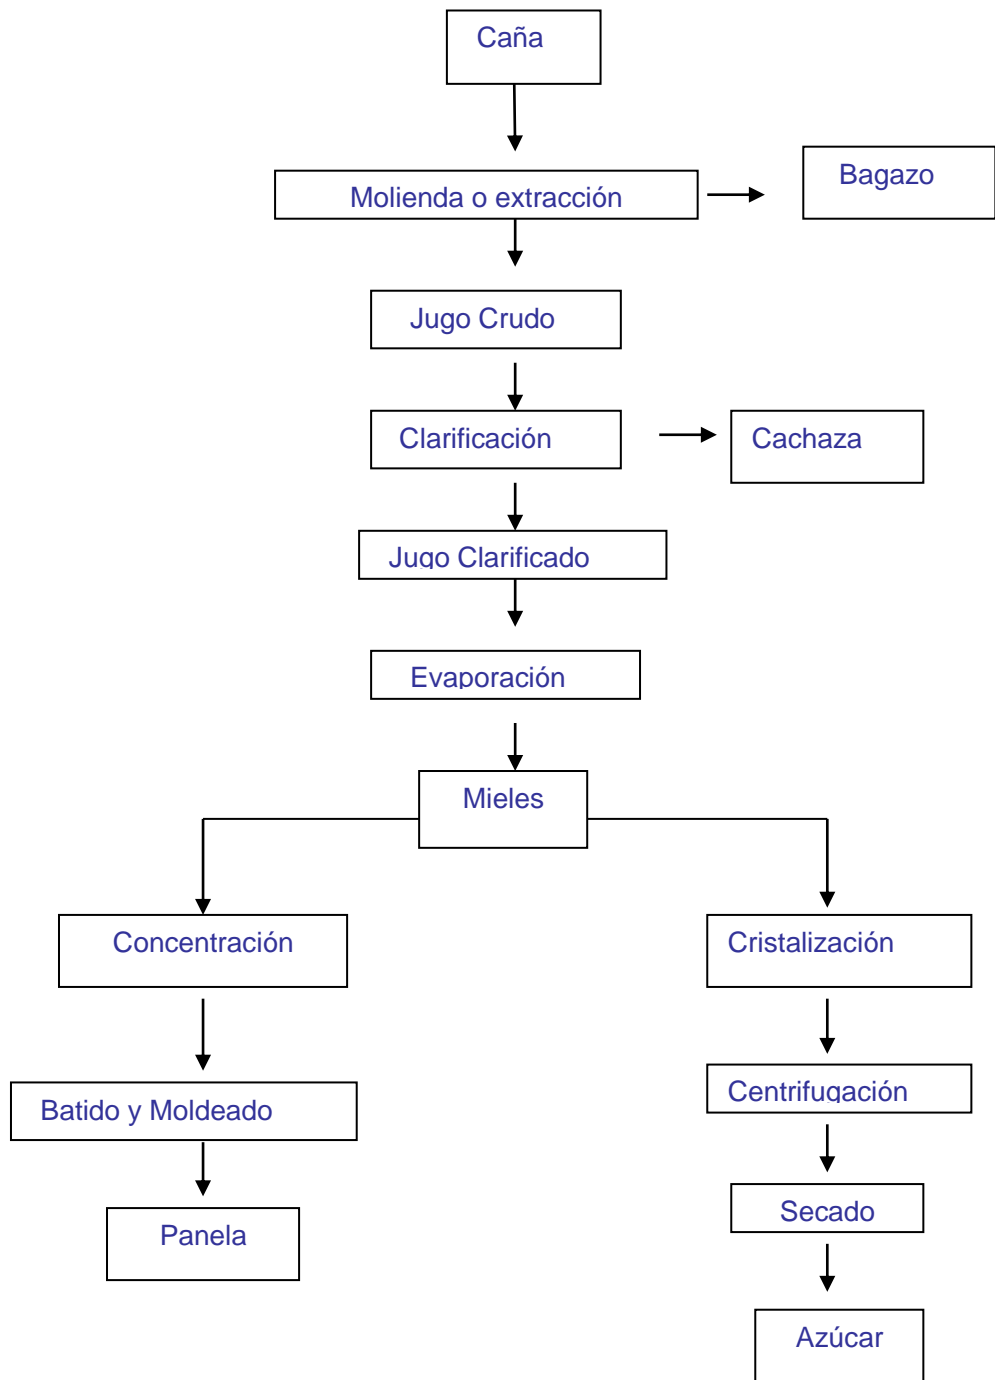 Caña
Molienda o extracción
Bagazo
Jugo Crudo
Clarificación
Cachaza
Jugo Clarificado
Evaporación
Mieles
Concentración
Cristalización
Batido y Moldeado
Centrifugación
Panela
Secado
Azúcar